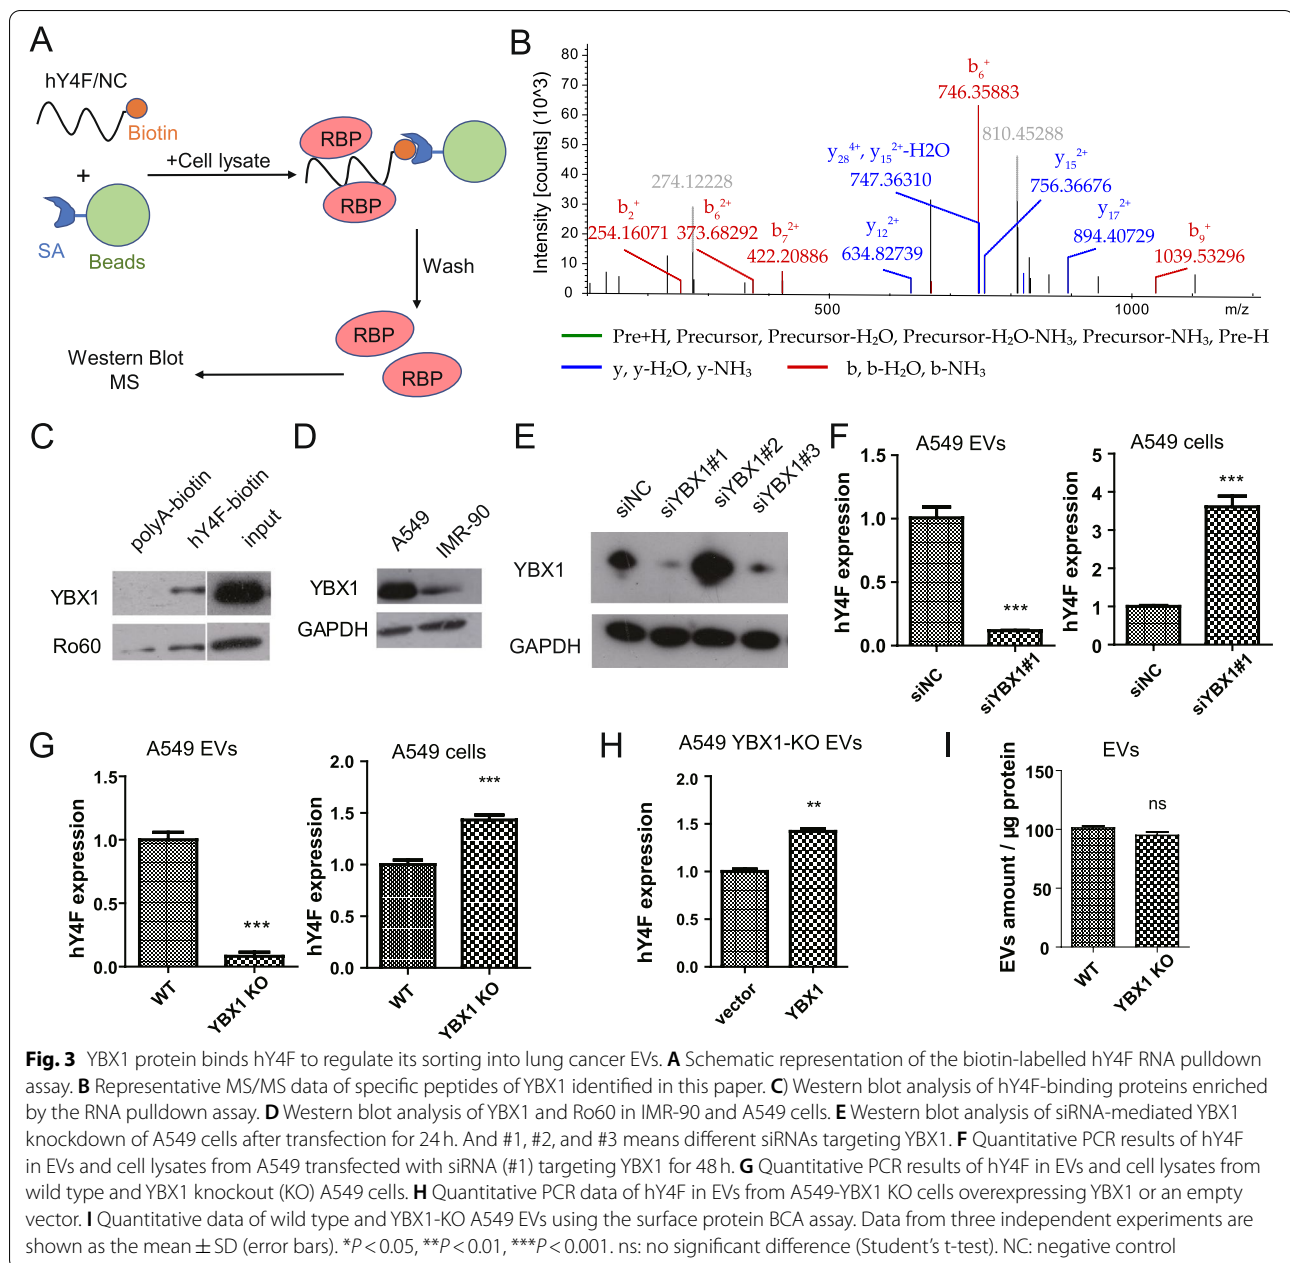 A
hY4F/NC
Biotin
+
SA
Beads
+Cell lysate
RBP
RBP
Wash
RBP
RBP
Western Blot
MS
B
Intensity [counts] (10^3)
80
70
60
50
40
30
20
10
0
b₆⁺
746.35883
810.45288
y₂₈⁴⁺, y₁₅²⁺-H2O
747.36310
y₁₅²⁺
756.36676
274.12228
b₂⁺
254.16071
b₆²⁺
373.68292
b₇²⁺
422.20886
y₁₂²⁺
634.82739
y₁₇²⁺
894.40729
b₉⁺
1039.53296
500
1000
m/z
Pre+H, Precursor, Precursor-H₂O, Precursor-H₂O-NH₃, Precursor-NH₃, Pre-H
y, y-H₂O, y-NH₃
b, b-H₂O, b-NH₃
C
polyA-biotin
hY4F-biotin
input
YBX1
Ro60
D
A549
IMR-90
YBX1
GAPDH
E
siNC
siYBX1#1
siYBX1#2
siYBX1#3
YBX1
GAPDH
F
A549 EVs
hY4F expression
1.5
1.0
0.5
0.0
***
siNC
siYBX1#1
A549 cells
hY4F expression
5
4
3
2
1
0
***
siNC
siYBX1#1
G
A549 EVs
hY4F expression
1.5
1.0
0.5
0.0
***
WT
YBX1 KO
A549 cells
hY4F expression
2.0
1.5
1.0
0.5
0.0
***
WT
YBX1 KO
H
A549 YBX1-KO EVs
hY4F expression
2.0
1.5
1.0
0.5
0.0
**
vector
YBX1
I
EVs
EVs amount / μg protein
150
100
50
0
ns
WT
YBX1 KO
Fig. 3 YBX1 protein binds hY4F to regulate its sorting into lung cancer EVs. A Schematic representation of the biotin-labelled hY4F RNA pulldown
assay. B Representative MS/MS data of specific peptides of YBX1 identified in this paper. C) Western blot analysis of hY4F-binding proteins enriched
by the RNA pulldown assay. D Western blot analysis of YBX1 and Ro60 in IMR-90 and A549 cells. E Western blot analysis of siRNA-mediated YBX1
knockdown of A549 cells after transfection for 24 h. And #1, #2, and #3 means different siRNAs targeting YBX1. F Quantitative PCR results of hY4F
in EVs and cell lysates from A549 transfected with siRNA (#1) targeting YBX1 for 48 h. G Quantitative PCR results of hY4F in EVs and cell lysates from
wild type and YBX1 knockout (KO) A549 cells. H Quantitative PCR data of hY4F in EVs from A549-YBX1 KO cells overexpressing YBX1 or an empty
vector. I Quantitative data of wild type and YBX1-KO A549 EVs using the surface protein BCA assay. Data from three independent experiments are
shown as the mean ± SD (error bars). *P < 0.05, **P < 0.01, ***P < 0.001. ns: no significant difference (Student's t-test). NC: negative control